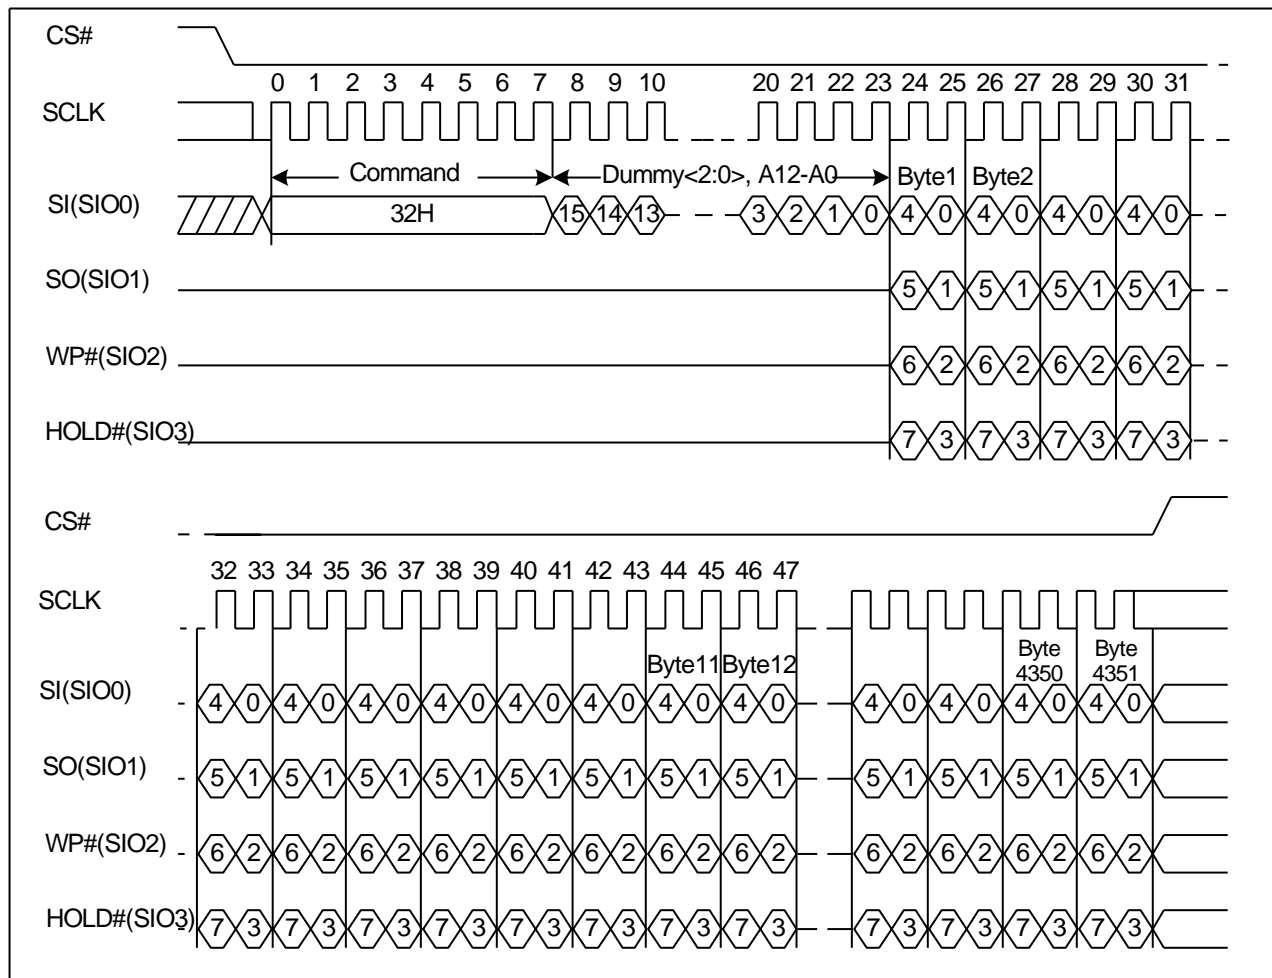 CS#
0 1 2 3 4 5 6 7 8 9 10 20 21 22 23 24 25 26 27 28 29 30 31
SCLK
Command Dummy<2:0>, A12-A0 Byte1 Byte2
SI(SIO0) 32H 15 14 13 3 2 1 0 4 0 4 0 4 0 4 0
SO(SIO1) 5 1 5 1 5 1 5 1
WP#(SIO2) 6 2 6 2 6 2 6 2
HOLD#(SIO3) 7 3 7 3 7 3 7 3
CS#
32 33 34 35 36 37 38 39 40 41 42 43 44 45 46 47
SCLK
Byte11 Byte12 Byte 4350 Byte 4351
SI(SIO0) 4 0 4 0 4 0 4 0 4 0 4 0 4 0 4 0 4 0 4 0 4 0 4 0
SO(SIO1) 5 1 5 1 5 1 5 1 5 1 5 1 5 1 5 1 5 1 5 1 5 1 5 1
WP#(SIO2) 6 2 6 2 6 2 6 2 6 2 6 2 6 2 6 2 6 2 6 2 6 2 6 2
HOLD#(SIO3) 7 3 7 3 7 3 7 3 7 3 7 3 7 3 7 3 7 3 7 3 7 3 7 3